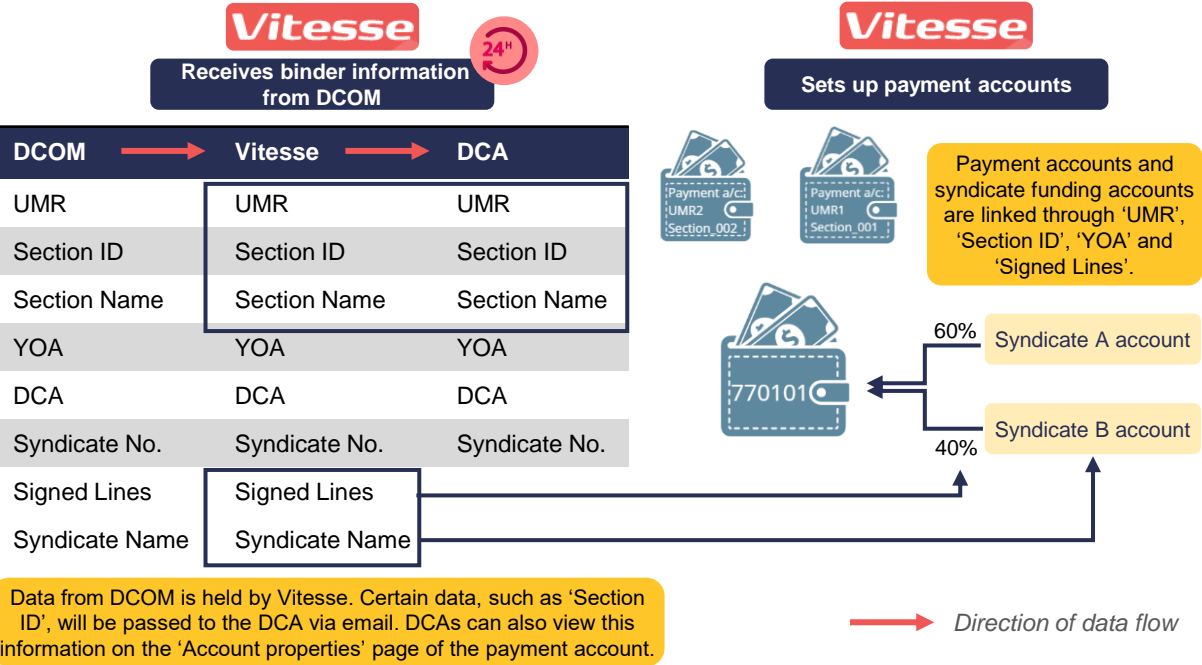 Vitesse
24H
Receives binder information
from DCOM
DCOM Vitesse DCA
UMR UMR UMR
Section ID Section ID Section ID
Section Name Section Name Section Name
YOA YOA YOA
DCA DCA DCA
Syndicate No. Syndicate No. Syndicate No.
Signed Lines Signed Lines
Syndicate Name Syndicate Name
Data from DCOM is held by Vitesse. Certain data, such as ‘Section
ID’, will be passed to the DCA via email. DCAs can also view this
information on the ‘Account properties’ page of the payment account.
Vitesse
Sets up payment accounts
Payment a/c:
UMR2
Section_002
Payment a/c:
UMR1
Section_001
Payment accounts and
syndicate funding accounts
are linked through ‘UMR’,
‘Section ID’, ‘YOA’ and
‘Signed Lines’.
770101
60%
Syndicate A account
Syndicate B account
40%
Direction of data flow